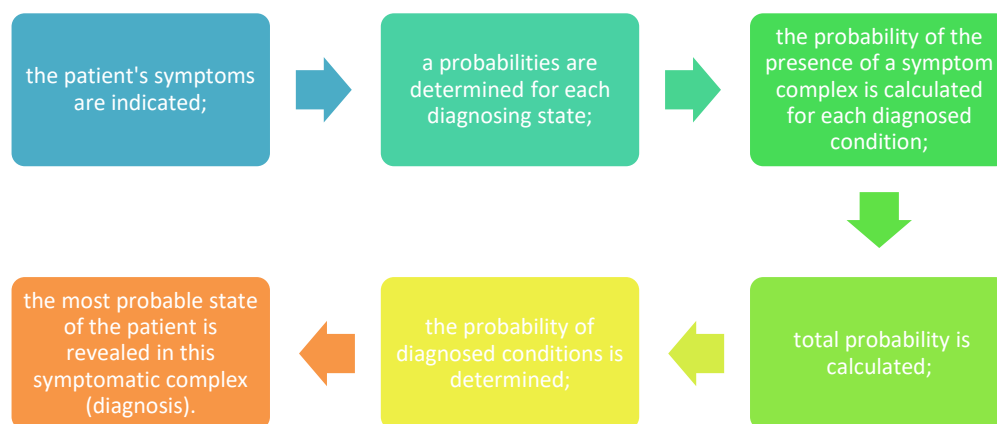 the patient's symptoms
are indicated;
a probabilities are
determined for each
diagnosing state;
the probability of the
presence of a symptom
complex is calculated
for each diagnosed
condition;
total probability is
calculated;
the probability of
diagnosed conditions is
determined;
the most probable state
of the patient is
revealed in this
symptomatic complex
(diagnosis).